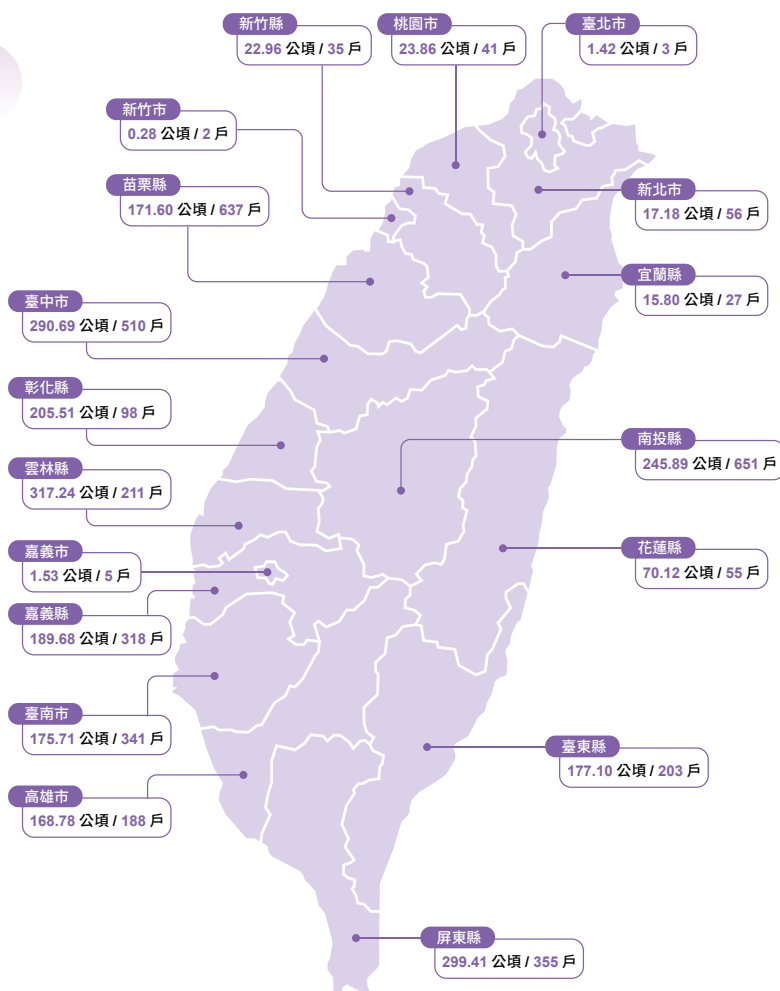 新竹縣
22.96 公頃 / 35 戶
桃園市
23.86 公頃 / 41 戶
臺北市
1.42 公頃 / 3 戶
新竹市
0.28 公頃 / 2 戶
苗栗縣
171.60 公頃 / 637 戶
新北市
17.18 公頃 / 56 戶
宜蘭縣
15.80 公頃 / 27 戶
臺中市
290.69 公頃 / 510 戶
彰化縣
205.51 公頃 / 98 戶
南投縣
245.89 公頃 / 651 戶
雲林縣
317.24 公頃 / 211 戶
嘉義市
1.53 公頃 / 5 戶
花蓮縣
70.12 公頃 / 55 戶
嘉義縣
189.68 公頃 / 318 戶
臺南市
175.71 公頃 / 341 戶
臺東縣
177.10 公頃 / 203 戶
高雄市
168.78 公頃 / 188 戶
屏東縣
299.41 公頃 / 355 戶